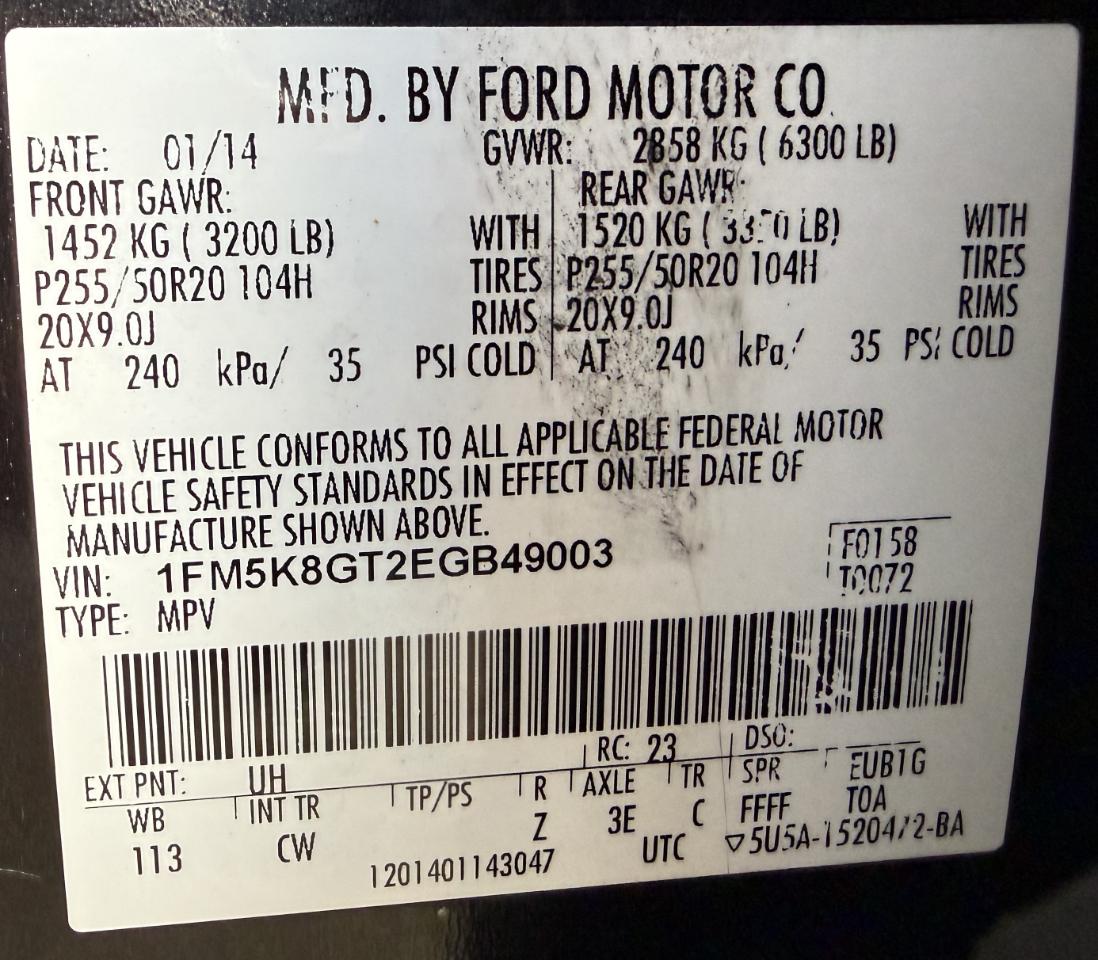 MFD. BY FORD MOTOR CO.
DATE: 01/14 GVWR: 2858 KG ( 6300 LB)
FRONT GAWR: REAR GAWR:
1452 KG ( 3200 LB) WITH 1520 KG ( LB) WITH
P255/50R20 104H TIRES P255/50R20 104H TIRES
20X9.0J RIMS 20X9.0J RIMS
AT 240 kPa/ 35 PSI COLD AT 240 kPa/ 35 PSI COLD
THIS VEHICLE CONFORMS TO ALL APPLICABLE FEDERAL MOTOR
VEHICLE SAFETY STANDARDS IN EFFECT ON THE DATE OF
MANUFACTURE SHOWN ABOVE.
VIN: 1FM5K8GT2EGB49003 F0158
TYPE: MPV T0072
EXT PNT: UH RC: 23 DSO:
WB INT TR TP/PS R AXLE TR SPR EUB1G
113 CW Z 3E C FFFF TOA
1201401143047 UTC